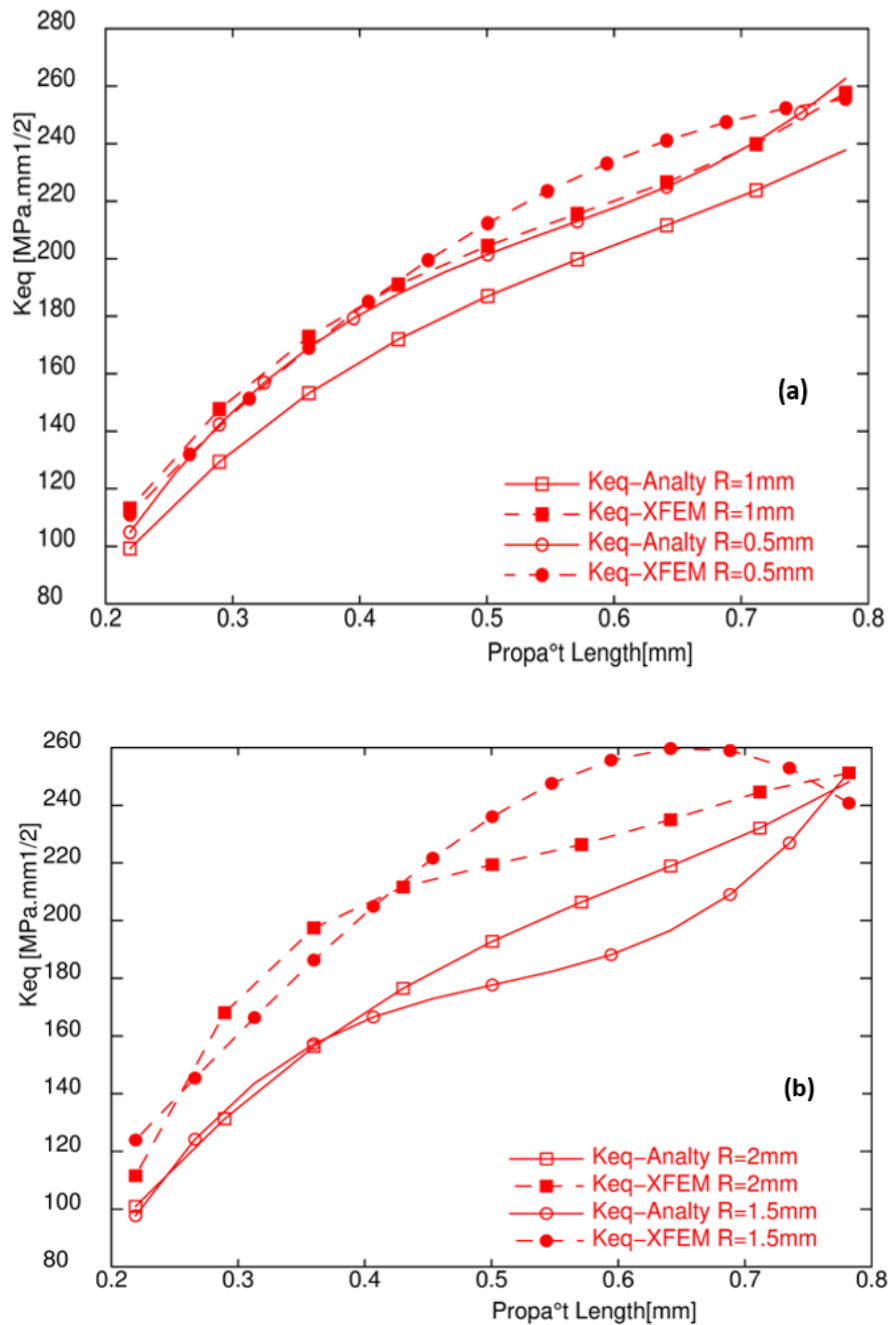 280
260
240
220
200
180
160
140
120
100
80
Keq [MPa.mm1/2]
(a)
Keq-Analty R=1mm
Keq-XFEM R=1mm
Keq-Analty R=0.5mm
Keq-XFEM R=0.5mm
0.2 0.3 0.4 0.5 0.6 0.7 0.8
Propa°t Length[mm]
260
240
220
200
180
160
140
120
100
80
Keq [MPa.mm1/2]
(b)
Keq-Analty R=2mm
Keq-XFEM R=2mm
Keq-Analty R=1.5mm
Keq-XFEM R=1.5mm
0.2 0.3 0.4 0.5 0.6 0.7 0.8
Propa°t Length[mm]